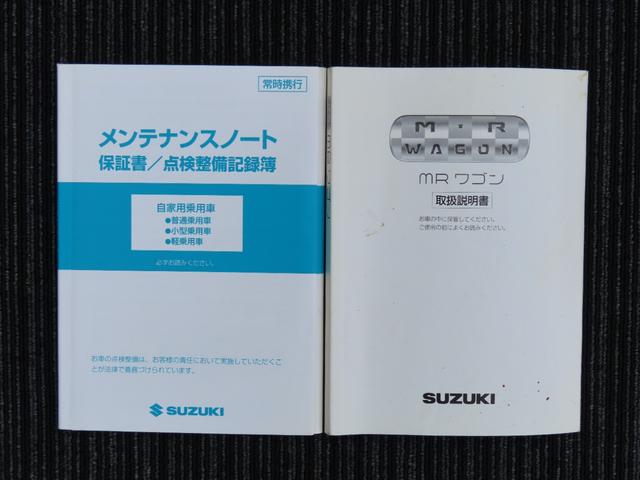 常時携行
メンテナンスノート
保証書／点検整備記録簿
自家用乗用車
●普通乗用車
●小型乗用車
●軽乗用車
必ずお読みください。
お車の点検整備は、お客様の責任において実施していただくこ
とが法律で義務づけられています。
SUZUKI
M・R
WAGON
MRワゴン
取扱説明書
お車の中に保管してください。
ご使用の前によくお読みください。
SUZUKI